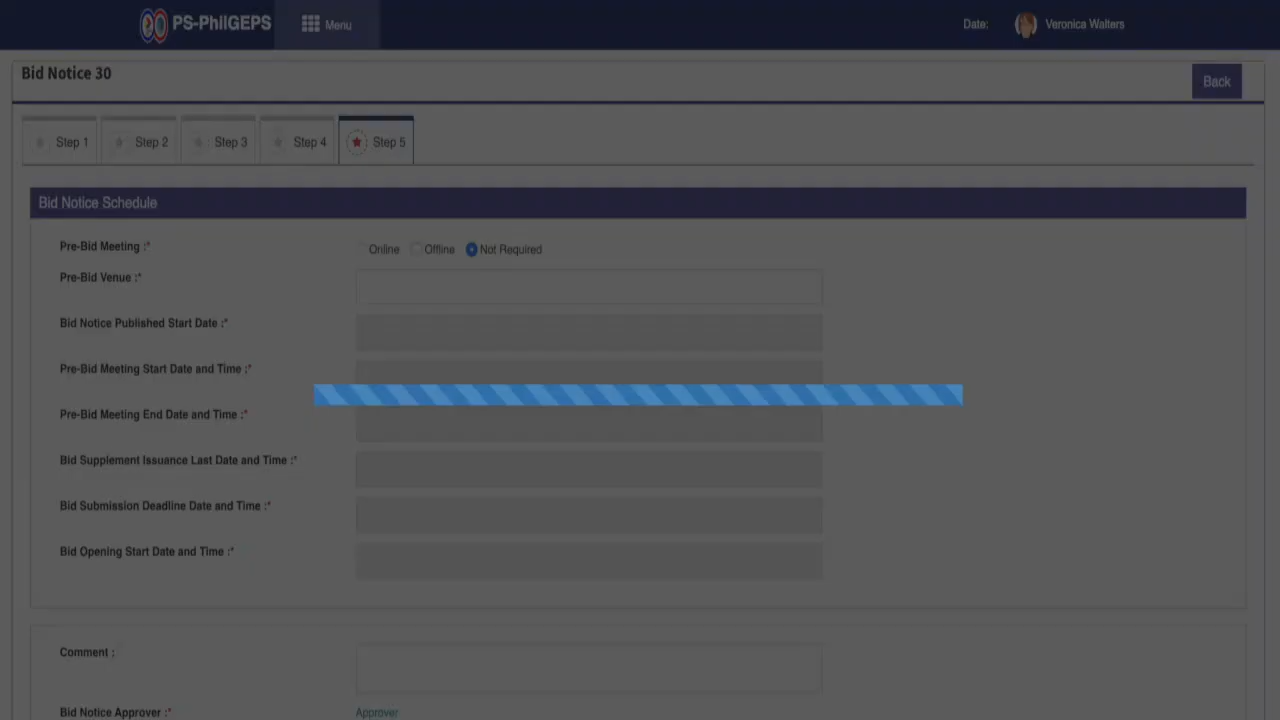 PS-PhilGEPS
Menu
Date:
Veronica Walters
Bid Notice 30
Back
Step 1
Step 2
Step 3
Step 4
Step 5
Bid Notice Schedule
Pre-Bid Meeting :*
Online Offline Not Required
Pre-Bid Venue :*
Bid Notice Published Start Date :*
Pre-Bid Meeting Start Date and Time :*
Pre-Bid Meeting End Date and Time :*
Bid Supplement Issuance Last Date and Time :*
Bid Submission Deadline Date and Time :*
Bid Opening Start Date and Time :*
Comment :
Bid Notice Approver :*
Approver